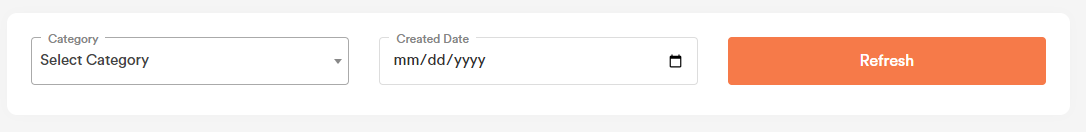 Category
Select Category
Created Date
mm/dd/yyyy
Refresh